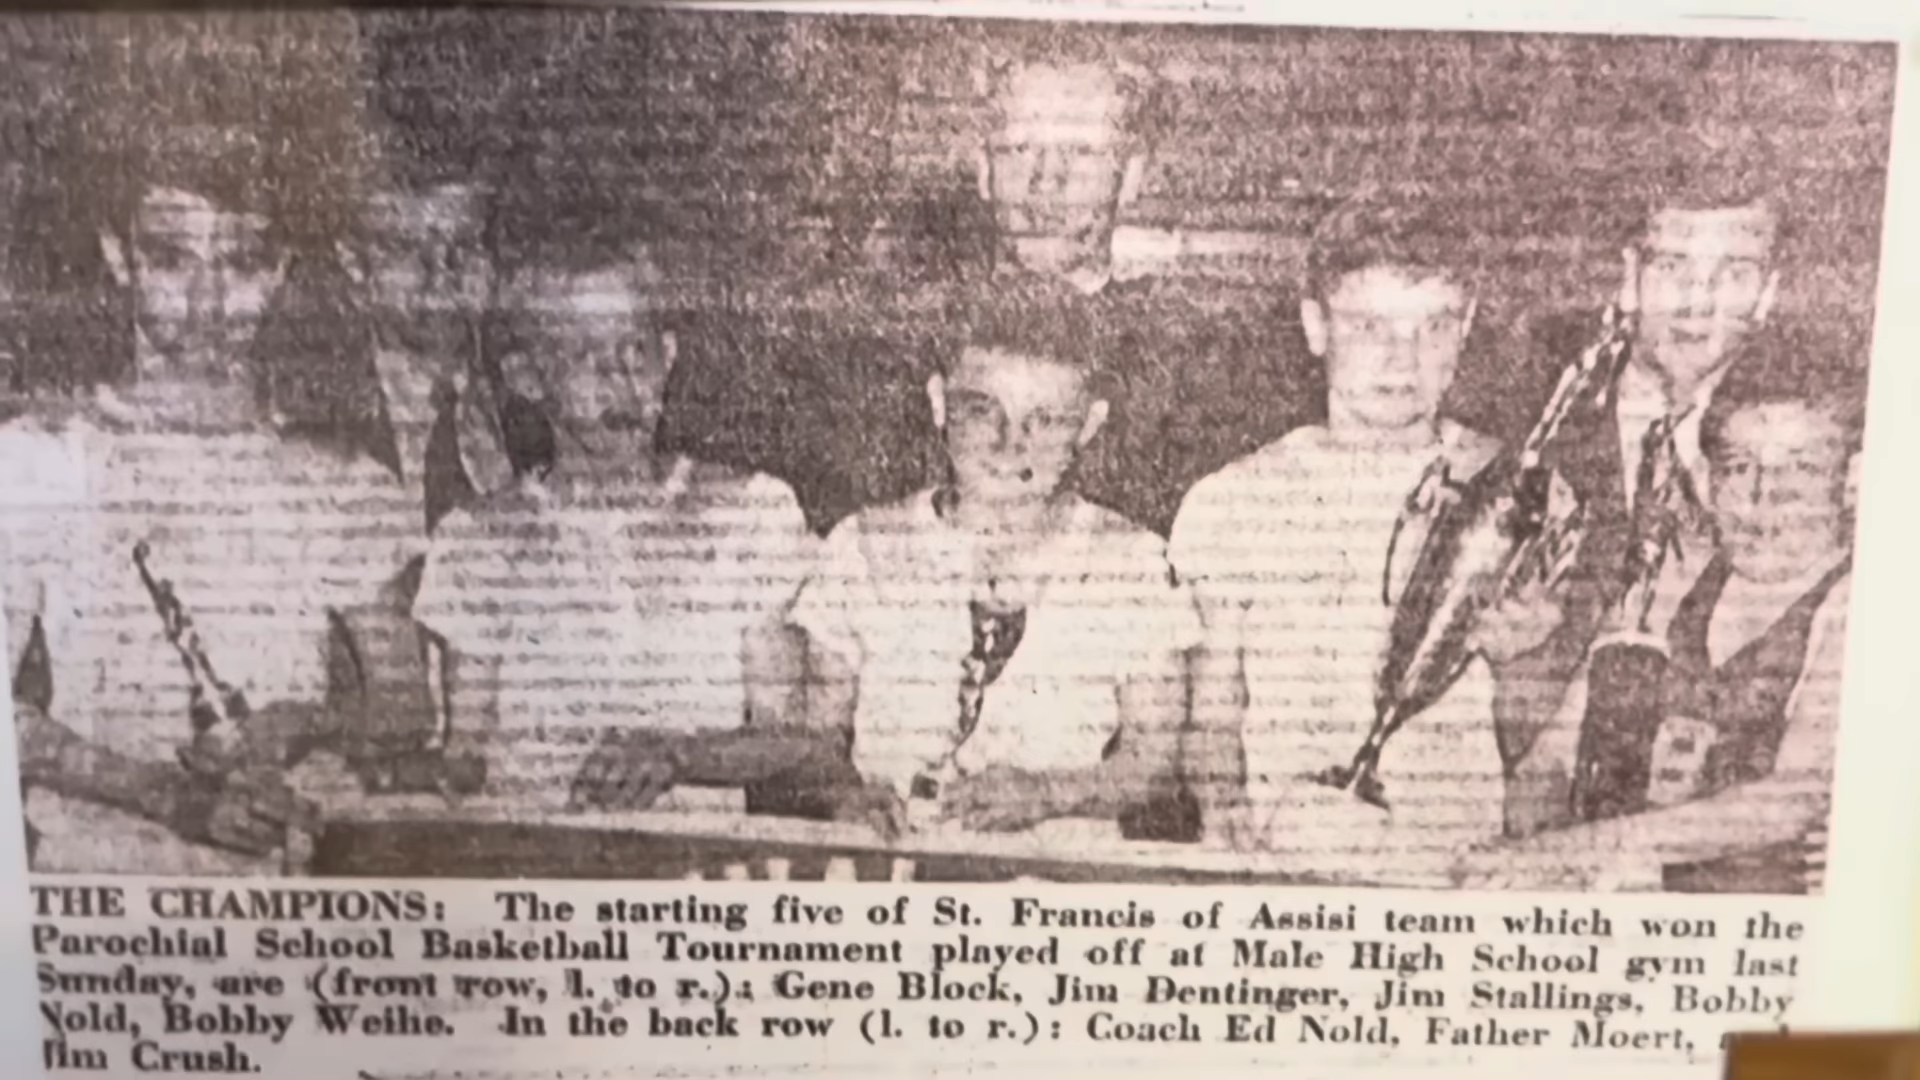 THE CHAMPIONS: The starting five of St. Francis of Assisi team which won the
Parochial School Basketball Tournament played off at Male High School gym last
Sunday, are (front row, l. to r.): Gene Block, Jim Dentinger, Jim Stallings, Bobby
Nold, Bobby Weihe. In the back row (l. to r.): Coach Ed Nold, Father Moert,
Jim Crush.